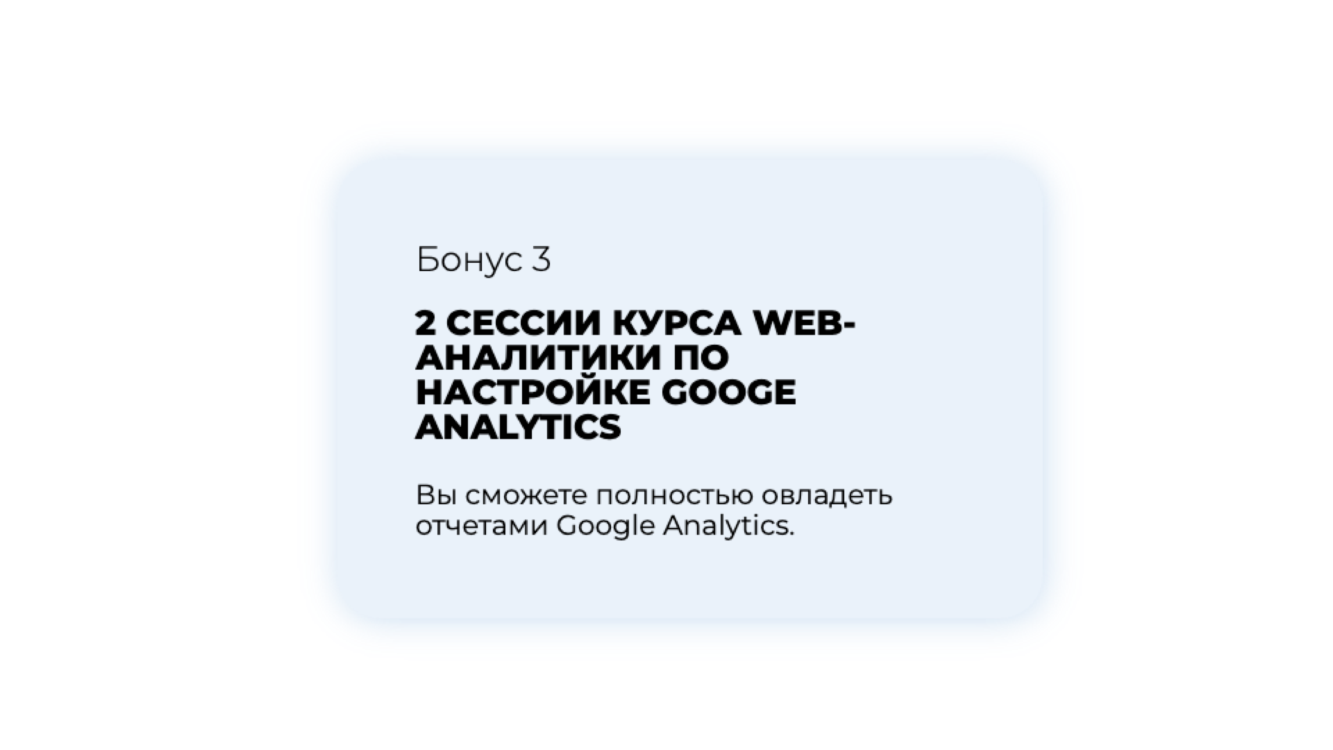 Бонус 3
2 СЕССИИ КУРСА WEB-
АНАЛИТИКИ ПО
НАСТРОЙКЕ GOOGE
ANALYTICS
Вы сможете полностью овладеть
отчетами Google Analytics.